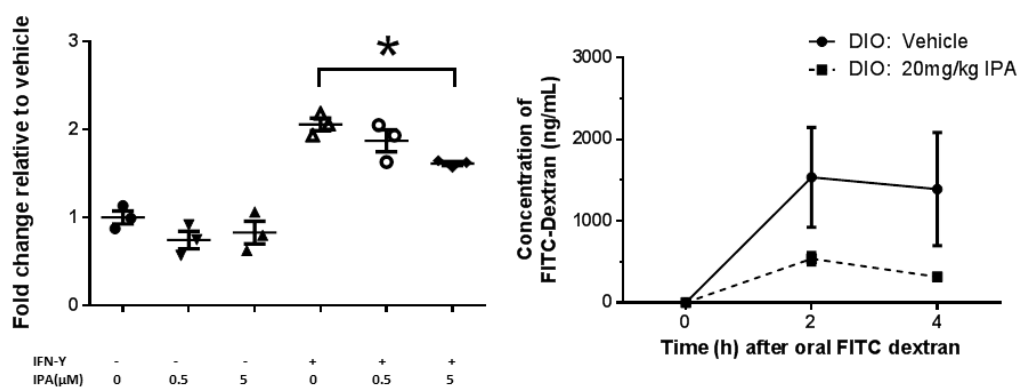 Fold change relative to vehicle
3
2
1
0
*
IFN-Y - - - + + +
IPA(μM) 0 0.5 5 0 0.5 5
DIO: Vehicle
DIO: 20mg/kg IPA
Concentration of
FITC-Dextran (ng/mL)
3000
2000
1000
0
0 2 4
Time (h) after oral FITC dextran